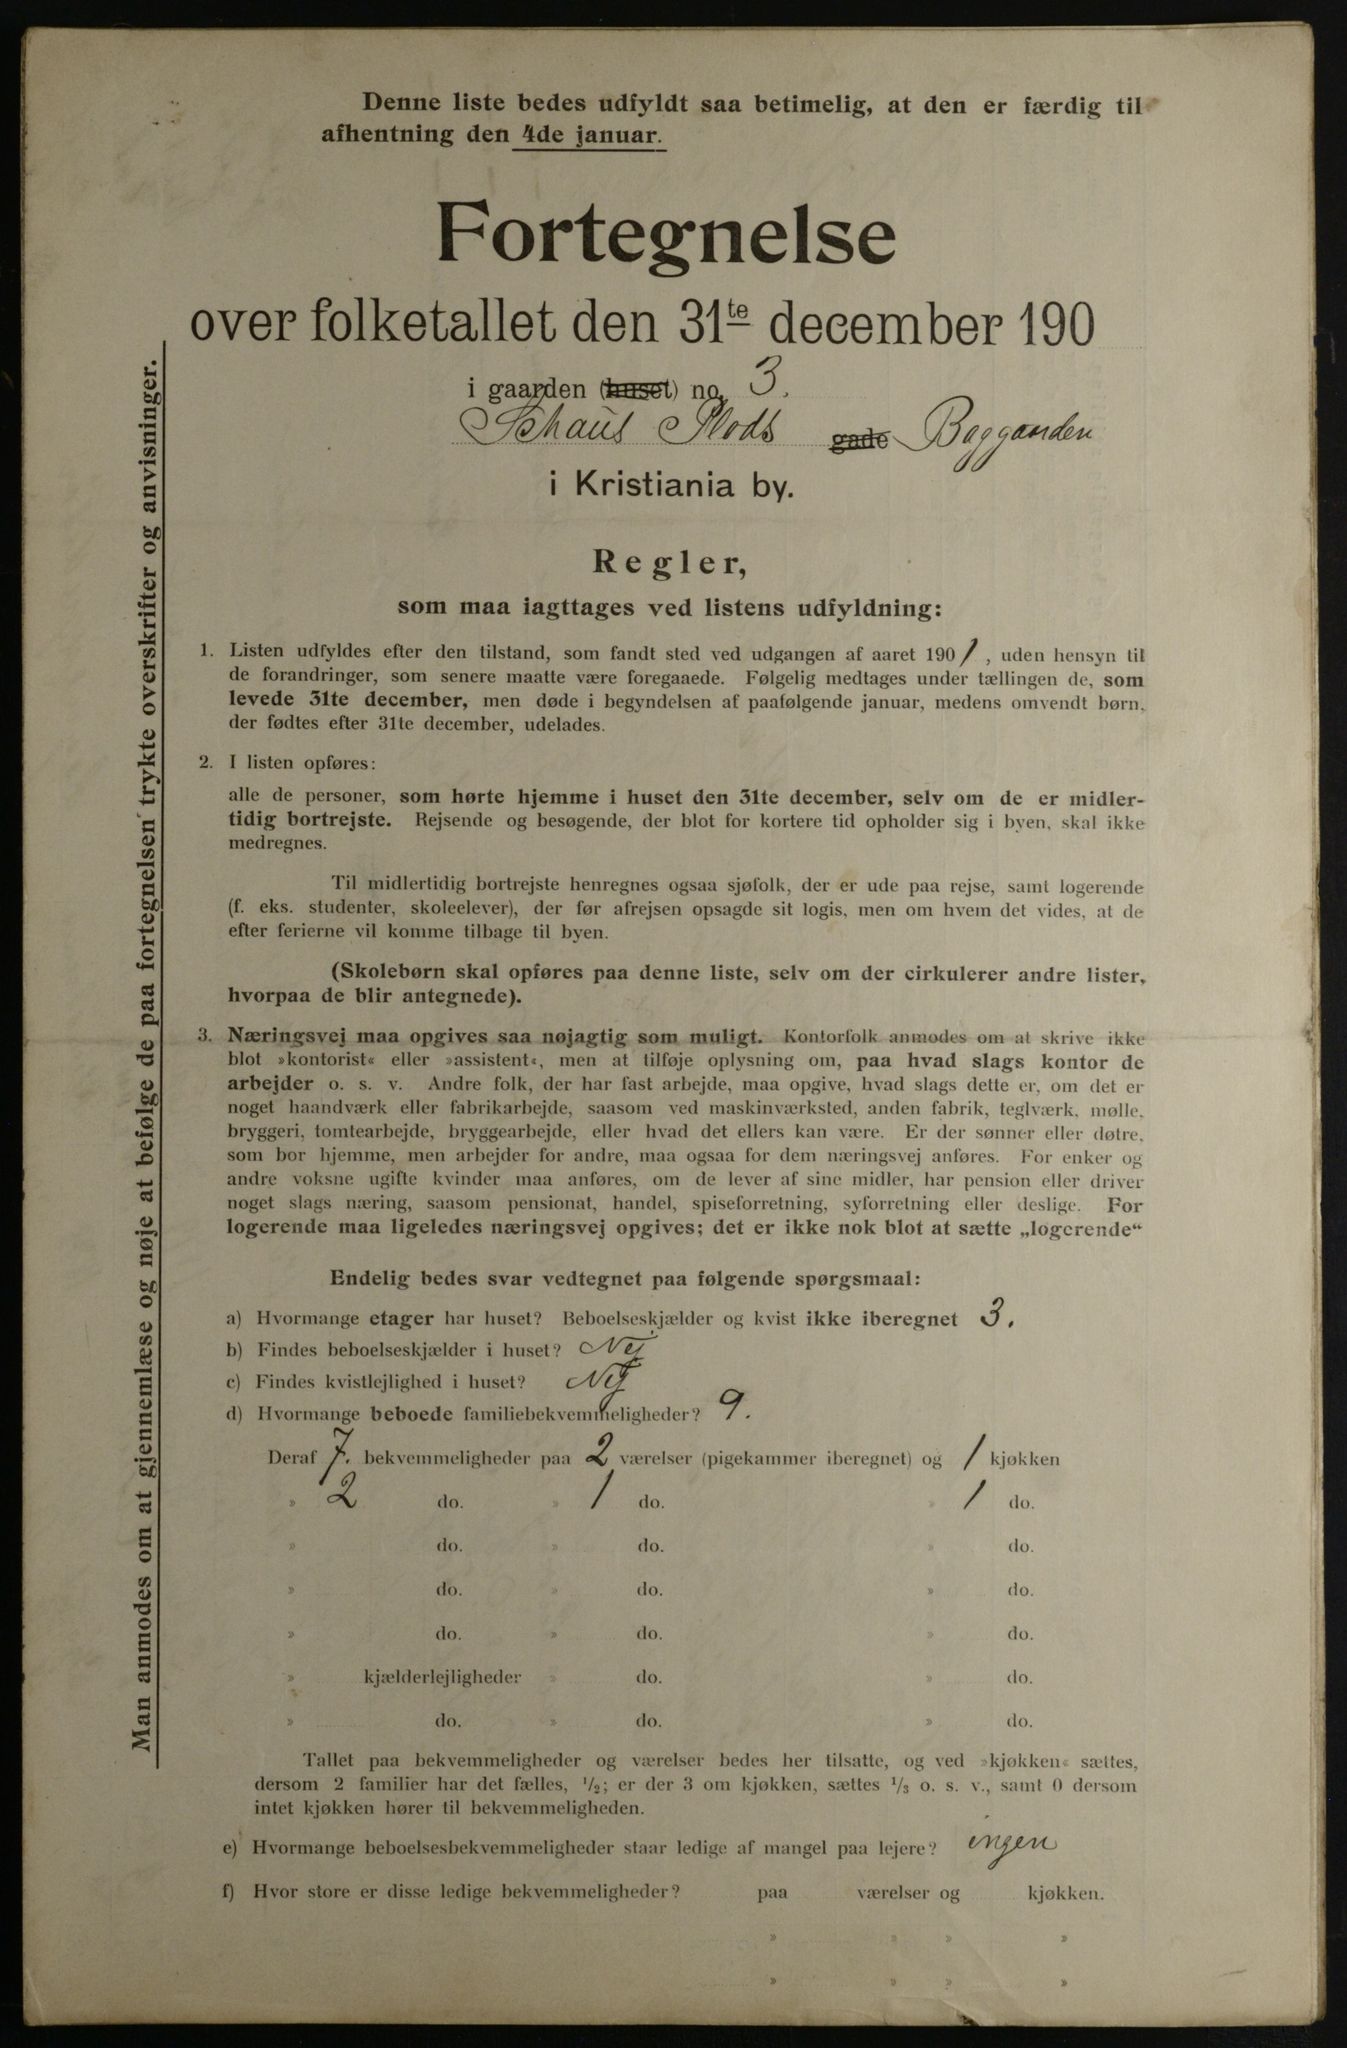 Denne liste bedes udfyldt saa betimelig, at den er færdig til
afhentning den 4de januar.
Fortegnelse
over folketallet den 31te december 190
i gaarden (huset) no. 3.
Schaus Plads gade Baggaarden
i Kristiania by.
Regler,
som maa iagttages ved listens udfyldning:
1. Listen udfyldes efter den tilstand, som fandt sted ved udgangen af aaret 1901, uden hensyn til
de forandringer, som senere maatte være foregaaede. Følgelig medtages under tællingen de, som
levede 31te december, men døde i begyndelsen af paafølgende januar, medens omvendt børn,
der fødtes efter 31te december, udelades.
2. I listen opføres:
alle de personer, som hørte hjemme i huset den 31te december, selv om de er midler-
tidig bortrejste. Rejsende og besøgende, der blot for kortere tid opholder sig i byen, skal ikke
medregnes.
Til midlertidig bortrejste henregnes ogsaa sjøfolk, der er ude paa rejse, samt logerende
(f. eks. studenter, skoleelever), der før afrejsen opsagde sit logis, men om hvem det vides, at de
efter ferierne vil komme tilbage til byen.
(Skolebørn skal opføres paa denne liste, selv om der cirkulerer andre lister,
hvorpaa de blir antegnede).
3. Næringsvej maa opgives saa nøjagtig som muligt. Kontorfolk anmodes om at skrive ikke
blot »kontorist« eller »assistent«, men at tilføje oplysning om, paa hvad slags kontor de
arbejder o. s. v. Andre folk, der har fast arbejde, maa opgive, hvad slags dette er, om det er
noget haandværk eller fabrikarbejde, saasom ved maskinværksted, anden fabrik, teglværk, mølle,
bryggeri, tomtearbejde, bryggearbejde, eller hvad det ellers kan være. Er der sønner eller døtre,
som bor hjemme, men arbejder for andre, maa ogsaa for dem næringsvej anføres. For enker og
andre voksne ugifte kvinder maa anføres, om de lever af sine midler, har pension eller driver
noget slags næring, saasom pensionat, handel, spiseforretning, syforretning eller deslige. For
logerende maa ligeledes næringsvej opgives; det er ikke nok blot at sætte „logerende“
Endelig bedes svar vedtegnet paa følgende spørgsmaal:
a) Hvormange etager har huset? Beboelseskjælder og kvist ikke iberegnet 3.
b) Findes beboelseskjælder i huset? Nej
c) Findes kvistlejlighed i huset? Nej
d) Hvormange beboede familiebekvemmeligheder? 9.
Deraf 7. bekvemmeligheder paa 2 værelser (pigekammer iberegnet) og 1 kjøkken
» 2 do. » 1 do. » 1 do.
» do. » do. » do.
» do. » do. » do.
» do. » do. » do.
» kjælderlejligheder » do. » do.
» do. » do. » do.
Tallet paa bekvemmeligheder og værelser bedes her tilsatte, og ved »kjøkken« sættes,
dersom 2 familier har det fælles, 1/2; er der 3 om kjøkken, sættes 1/3 o. s. v., samt 0 dersom
intet kjøkken hører til bekvemmeligheden.
e) Hvormange beboelsesbekvemmeligheder staar ledige af mangel paa lejere? ingen
f) Hvor store er disse ledige bekvemmeligheder? paa værelser og kjøkken.
» » » »
» » » »
Man anmodes om at gjennemlæse og nøje at befølge de paa fortegnelsen trykte overskrifter og anvisninger.